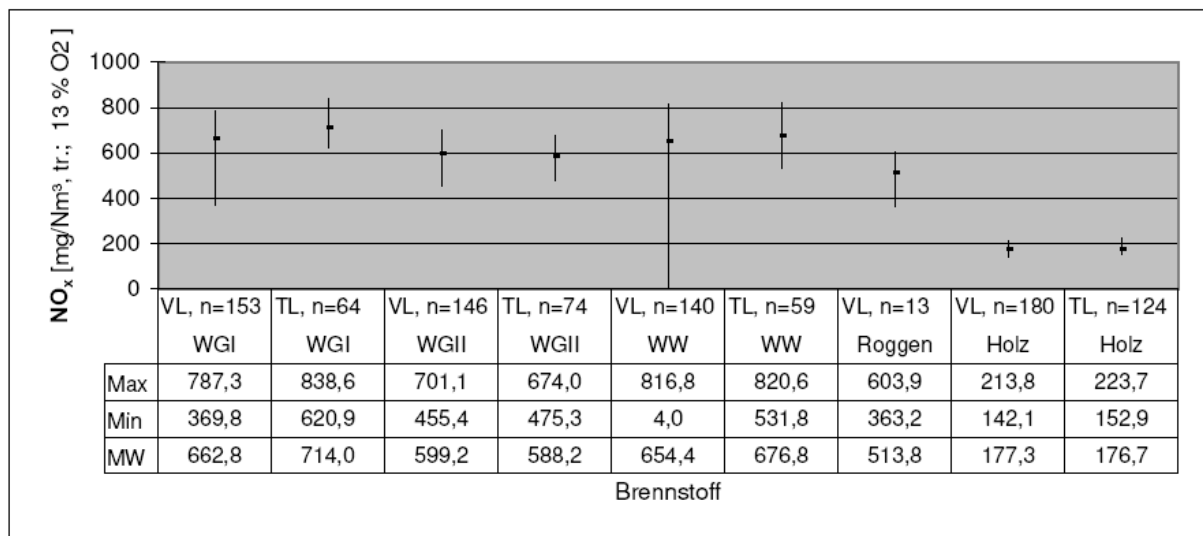 NOx [mg/Nm³, tr.; 13 % O2 ]
1000
800
600
400
200
0
VL, n=153 TL, n=64 VL, n=146 TL, n=74 VL, n=140 TL, n=59 VL, n=13 VL, n=180 TL, n=124
WGI WGI WGII WGII WW WW Roggen Holz Holz
Max 787,3 838,6 701,1 674,0 816,8 820,6 603,9 213,8 223,7
Min 369,8 620,9 455,4 475,3 4,0 531,8 363,2 142,1 152,9
MW 662,8 714,0 599,2 588,2 654,4 676,8 513,8 177,3 176,7
Brennstoff